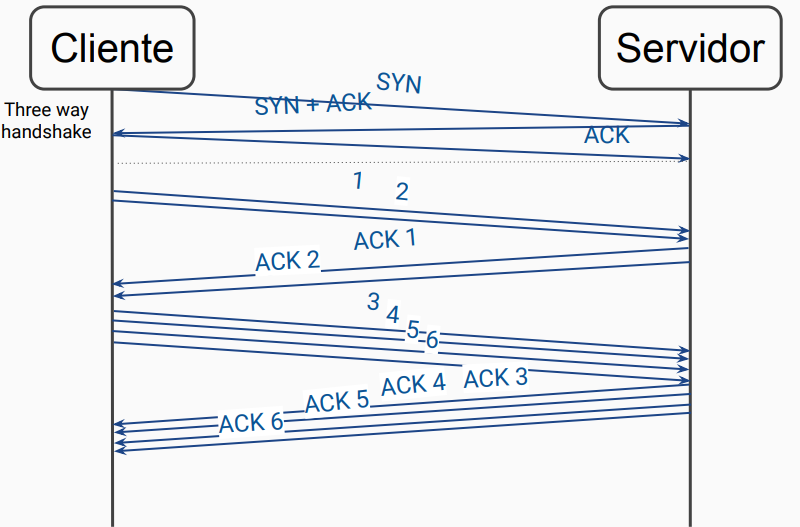 Cliente
Servidor
SYN
SYN + ACK
Three way
handshake
ACK
1
2
ACK 1
ACK 2
3
4
5
6
ACK 3
ACK 4
ACK 5
ACK 6